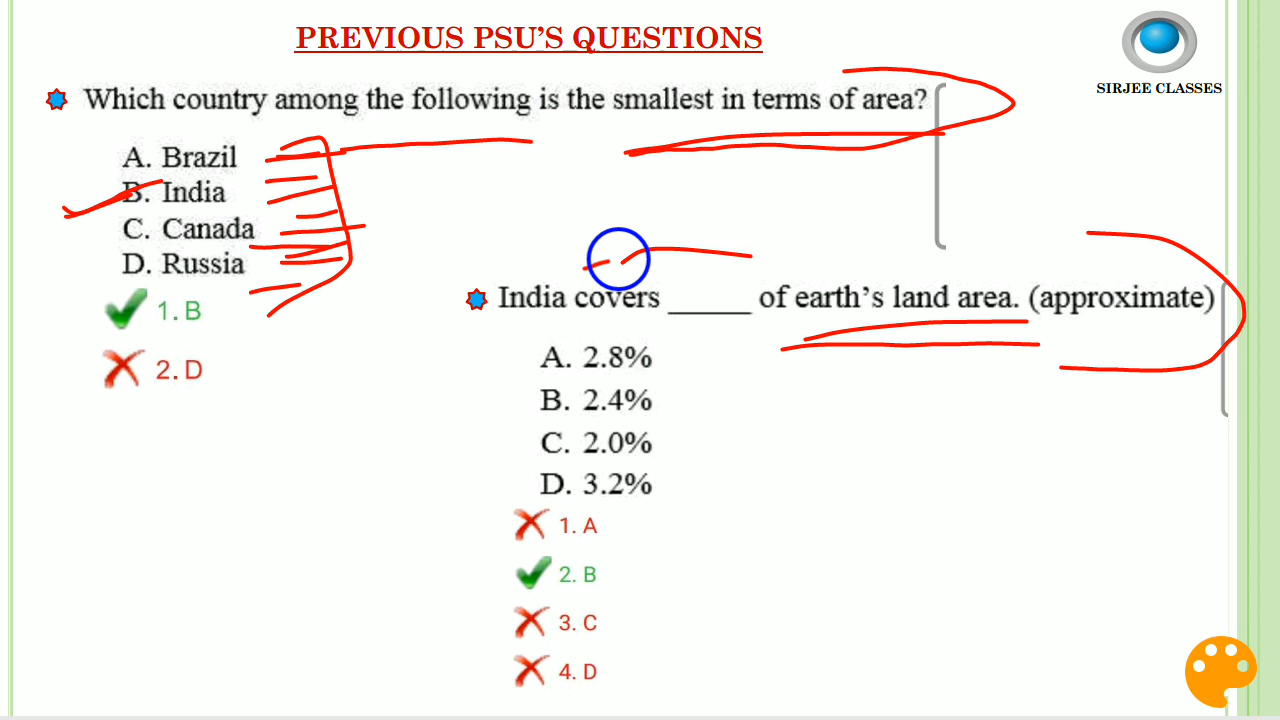 PREVIOUS PSU'S QUESTIONS
SIRJEE CLASSES
Which country among the following is the smallest in terms of area?
A. Brazil
B. India
C. Canada
D. Russia
1. B
2. D
India covers ______ of earth's land area. (approximate)
A. 2.8%
B. 2.4%
C. 2.0%
D. 3.2%
1. A
2. B
3. C
4. D